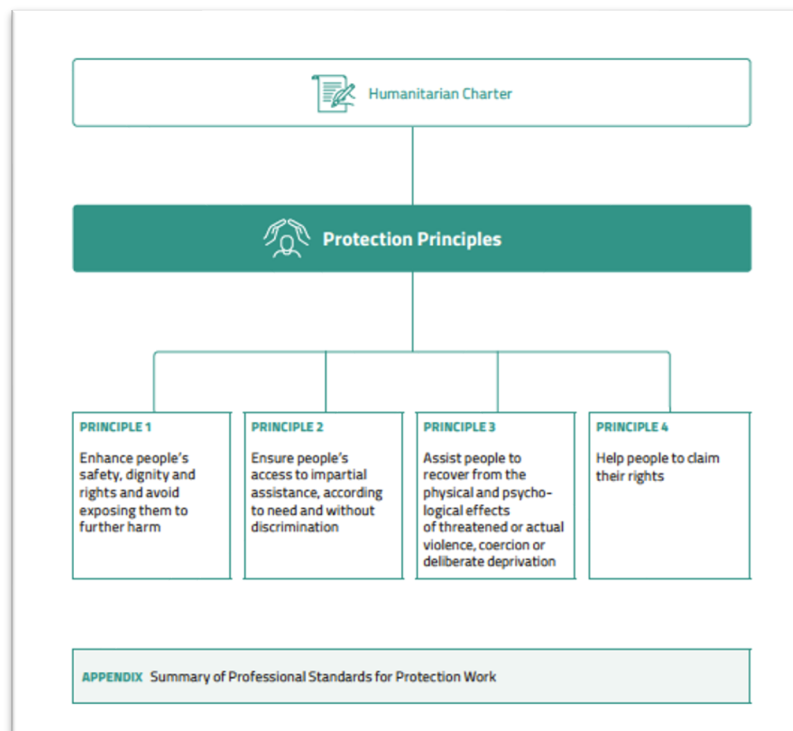 Humanitarian Charter
Protection Principles
PRINCIPLE 1
Enhance people's
safety, dignity and
rights and avoid
exposing them to
further harm
PRINCIPLE 2
Ensure people's
access to impartial
assistance, according
to need and without
discrimination
PRINCIPLE 3
Assist people to
recover from the
physical and psycho-
logical effects
of threatened or actual
violence, coercion or
deliberate deprivation
PRINCIPLE 4
Help people to claim
their rights
APPENDIX Summary of Professional Standards for Protection Work